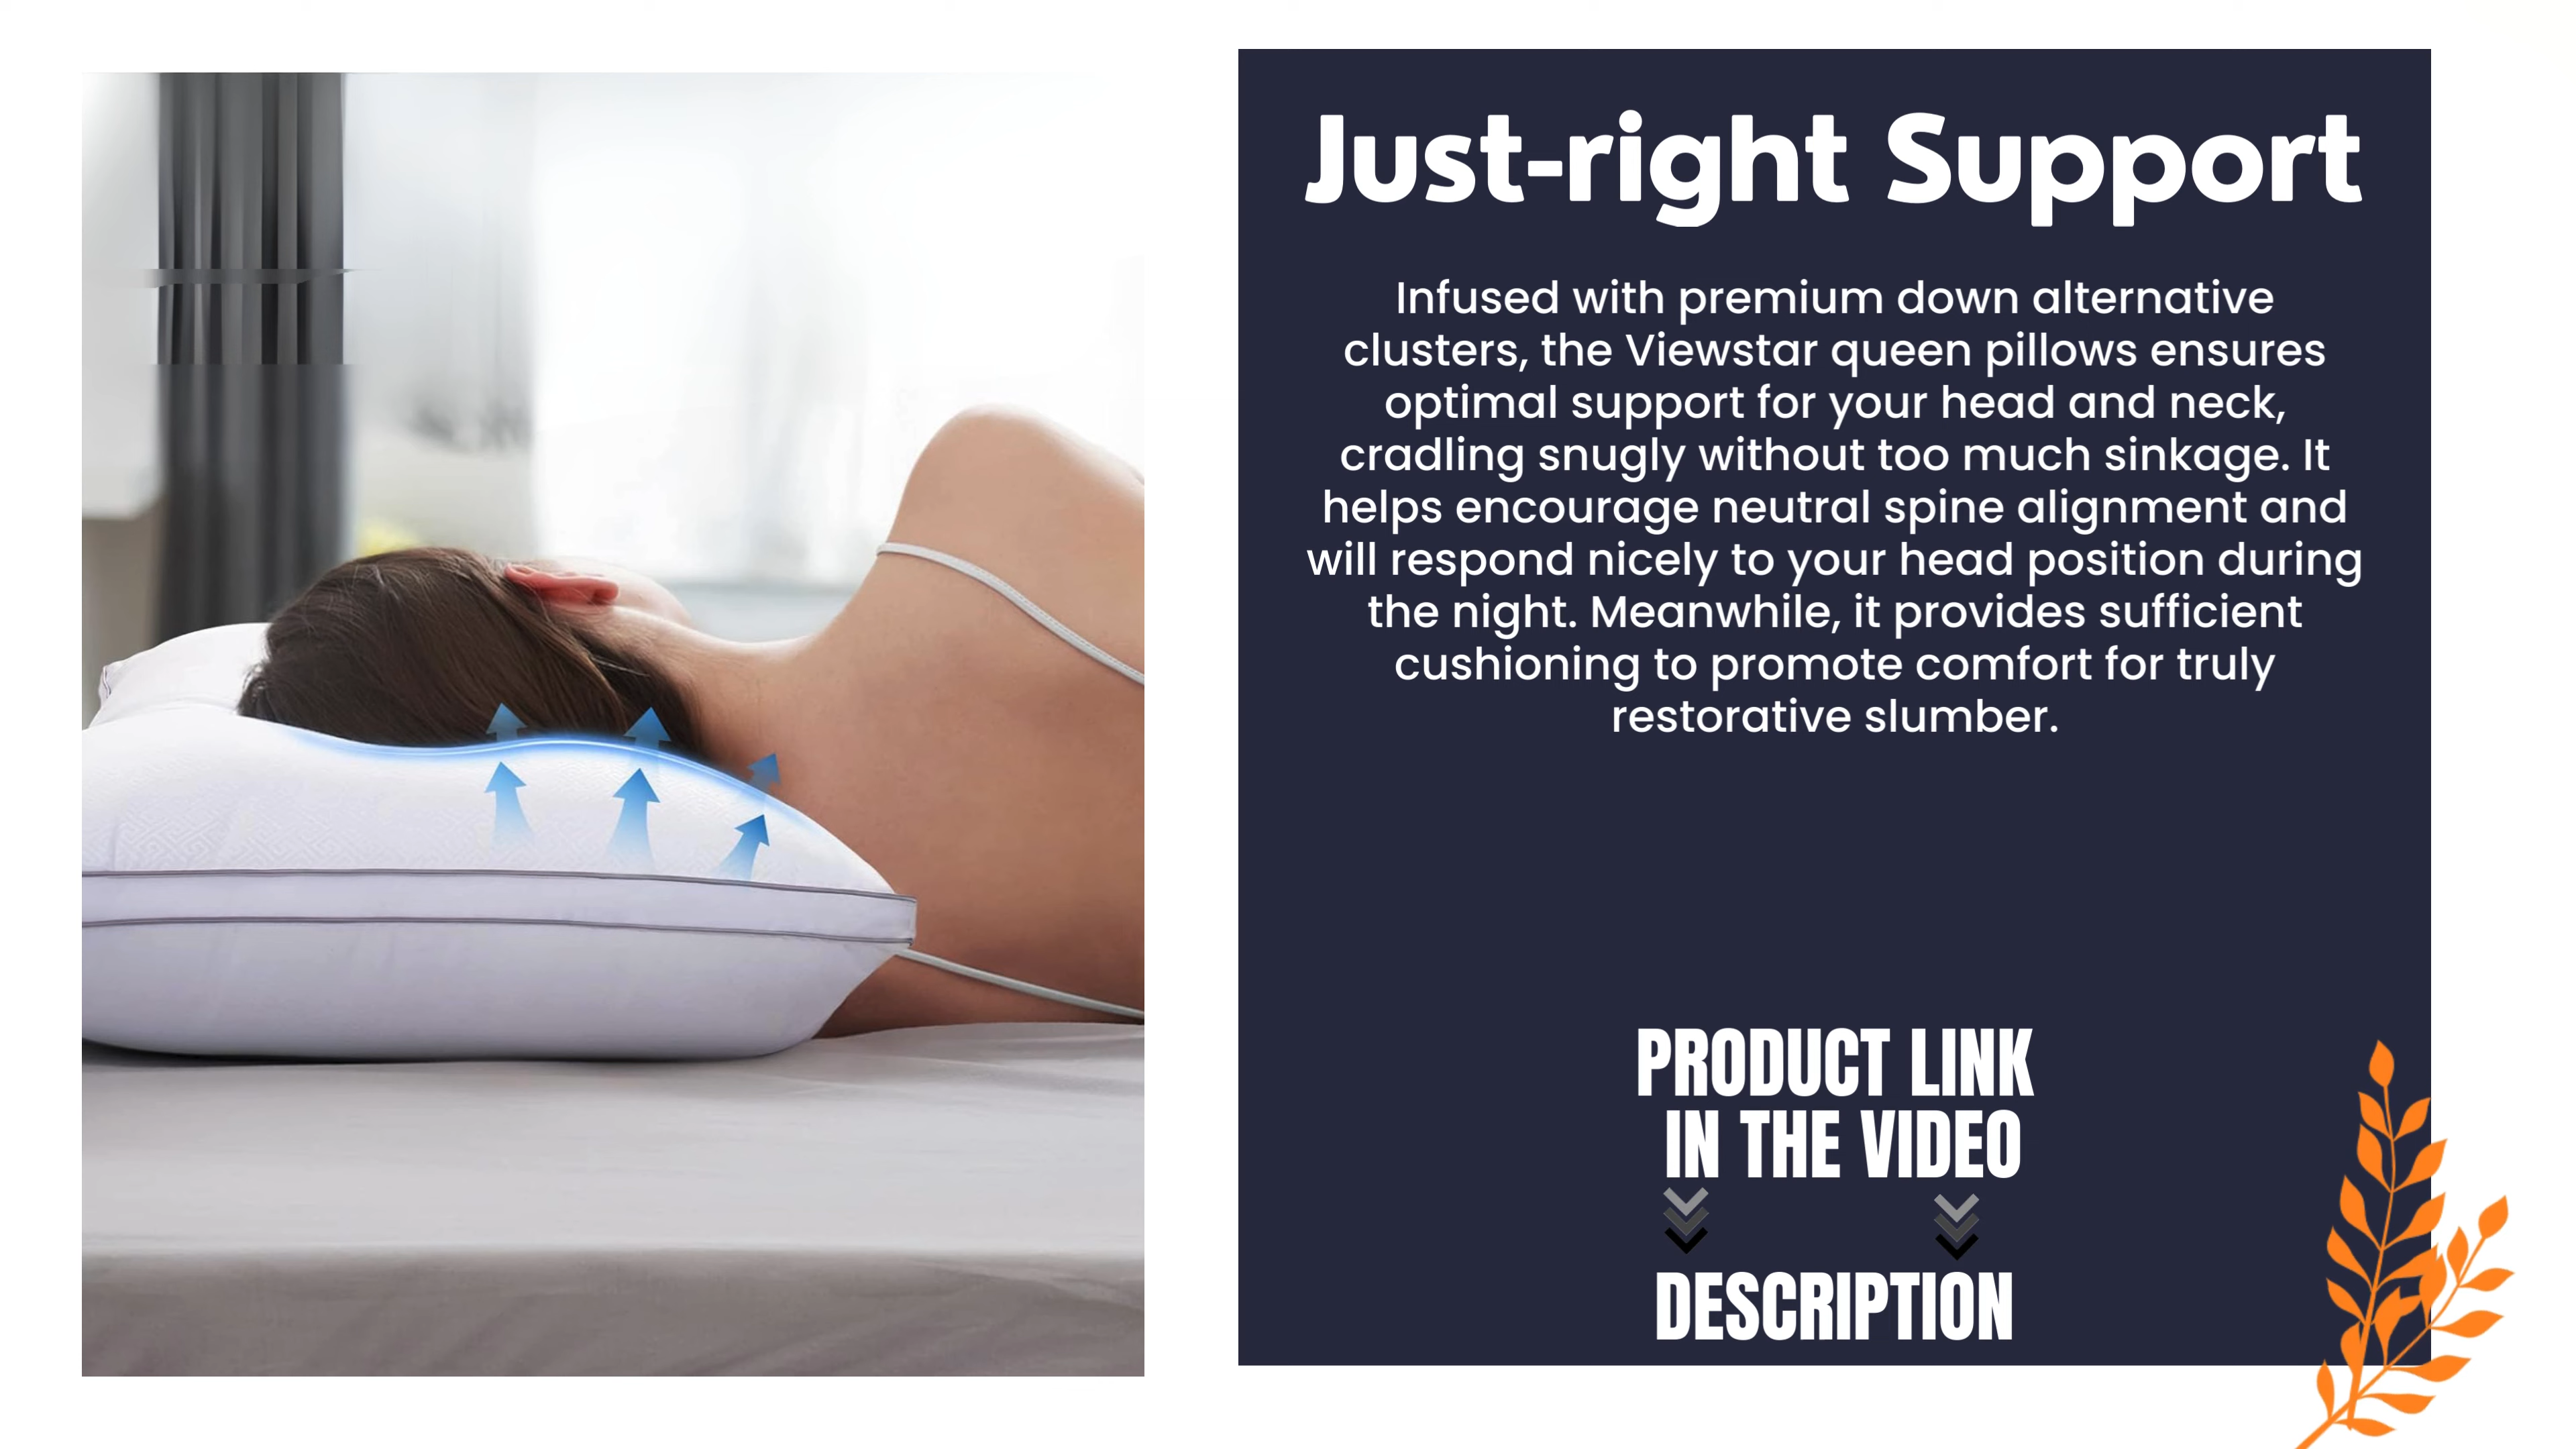 Just-right Support
Infused with premium down alternative
clusters, the Viewstar queen pillows ensures
optimal support for your head and neck,
cradling snugly without too much sinkage. It
helps encourage neutral spine alignment and
will respond nicely to your head position during
the night. Meanwhile, it provides sufficient
cushioning to promote comfort for truly
restorative slumber.
PRODUCT LINK
IN THE VIDEO
DESCRIPTION